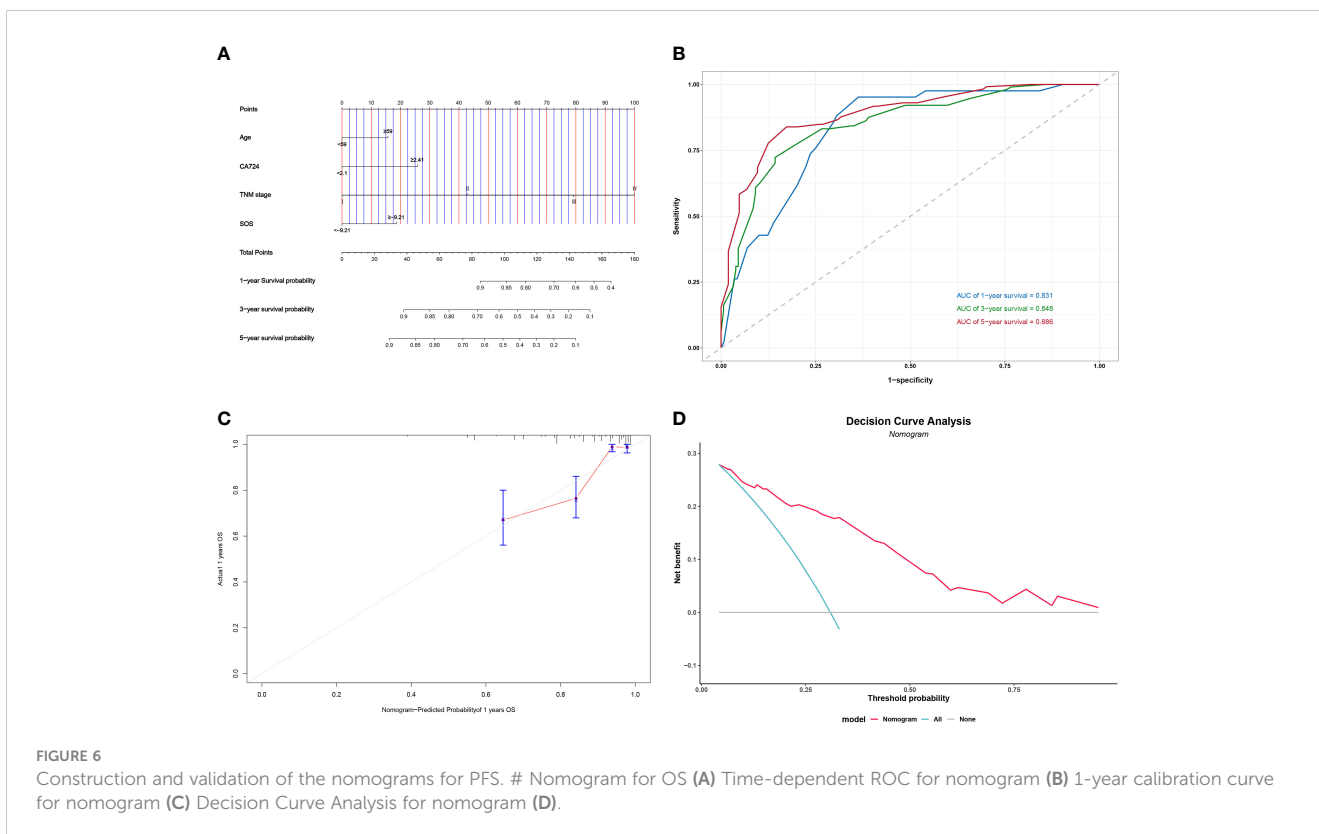 A
Points
0 10 20 30 40 50 60 70 80 90 100
Age
≥59
<59
CA724
≥2.41
<2.1
TNM stage
II
IV
I
III
SOS
≥-9.21
<-9.21
Total Points
0 20 40 60 80 100 120 140 160 180
1-year Survival probability
0.9 0.85 0.80 0.70 0.6 0.5 0.4
3-year survival probability
0.9 0.85 0.80 0.70 0.6 0.5 0.4 0.3 0.2 0.1
5-year survival probability
0.9 0.85 0.80 0.70 0.6 0.5 0.4 0.3 0.2 0.1
B
1.00
0.75
0.50
0.25
0.00
Sensitivity
AUC of 1-year survival = 0.831
AUC of 3-year survival = 0.848
AUC of 5-year survival = 0.886
0.00 0.25 0.50 0.75 1.00
1-specificity
C
1.0
0.8
0.6
0.4
0.2
0.0
Actual1 1 years OS
0.0 0.2 0.4 0.6 0.8 1.0
Nomogram-Predicted Probabilityof 1 years OS
D
Decision Curve Analysis
Nomogram
0.3
0.2
0.1
0.0
-0.1
Net benefit
0.00 0.25 0.50 0.75
Threshold probability
model Nomogram All None
FIGURE 6
Construction and validation of the nomograms for PFS. # Nomogram for OS (A) Time-dependent ROC for nomogram (B) 1-year calibration curve
for nomogram (C) Decision Curve Analysis for nomogram (D).